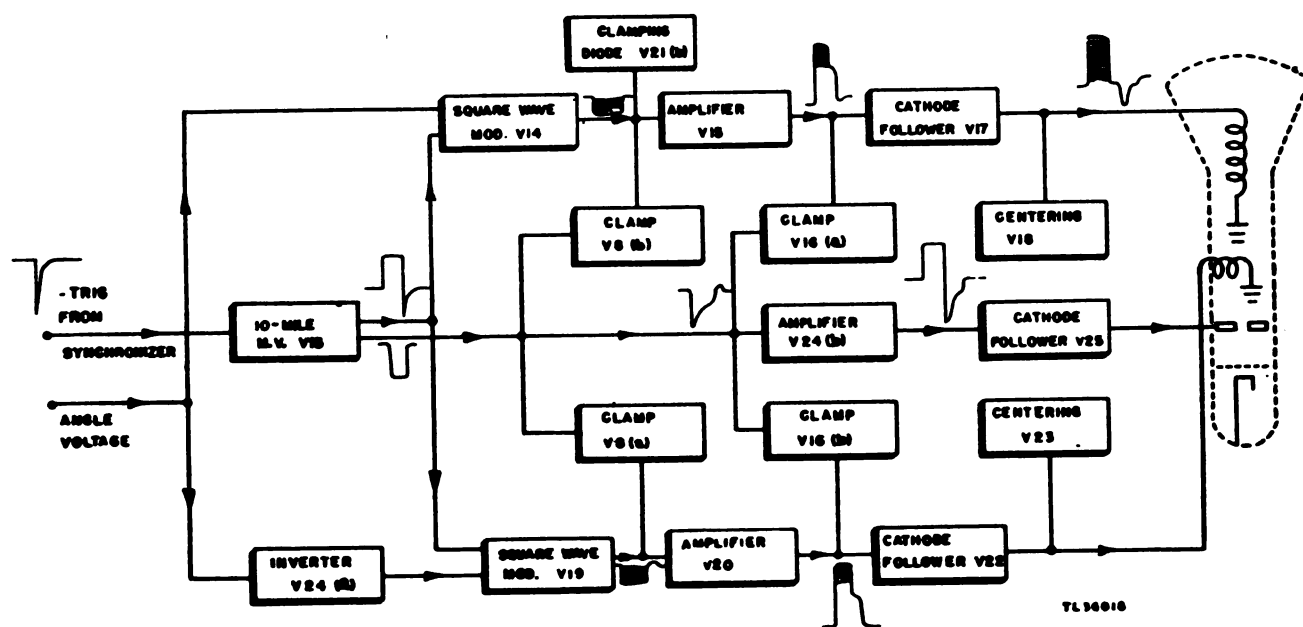 CLAMPING
DIODE V21(b)
SQUARE WAVE
MOD. V14
AMPLIFIER
V15
CATHODE
FOLLOWER V17
CLAMP
V8 (b)
CLAMP
V16 (a)
CENTERING
V18
- TRIG
FROM
SYNCHRONIZER
10-MILE
M.V.
AMPLIFIER
V24 (b)
CATHODE
FOLLOWER V25
ANGLE
VOLTAGE
CLAMP
V8 (a)
CLAMP
V16 (b)
CENTERING
V23
INVERTER
V24 (a)
SQUARE WAVE
MOD. V19
AMPLIFIER
V20
CATHODE
FOLLOWER V22